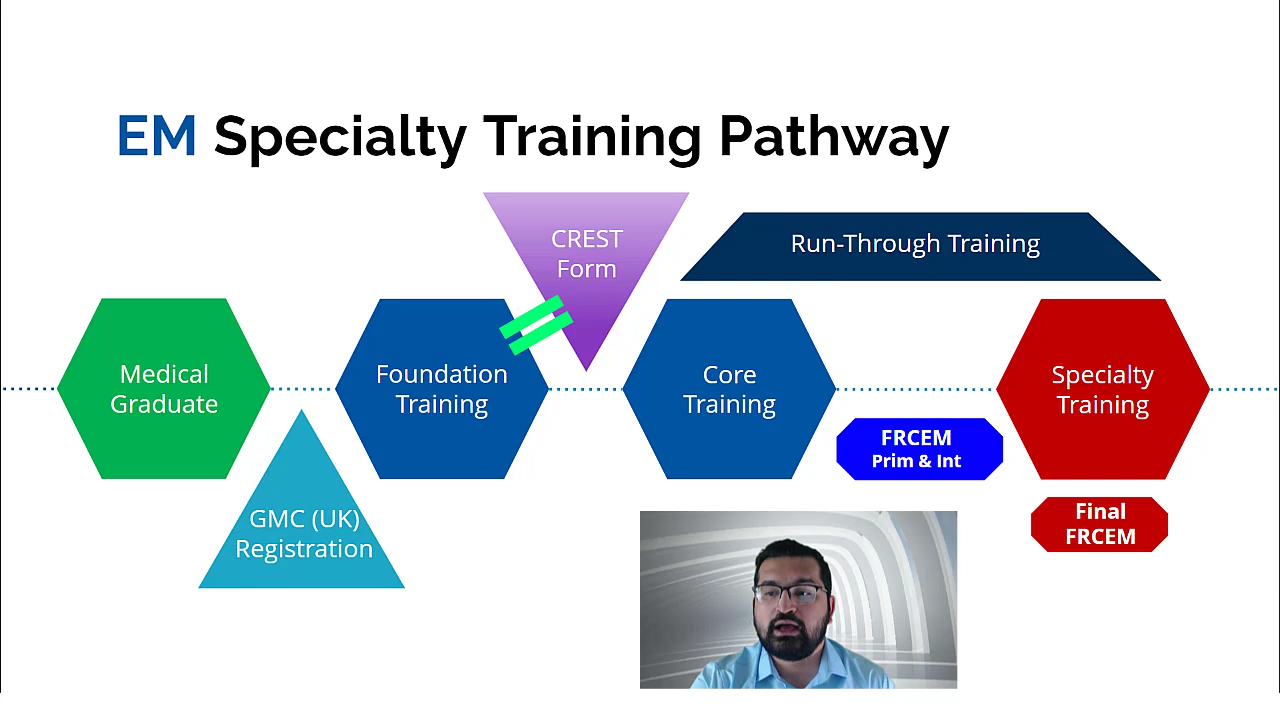 EM Specialty Training Pathway
CREST
Form
Run-Through Training
Medical
Graduate
Foundation
Training
Core
Training
Specialty
Training
FRCEM
Prim & Int
GMC (UK)
Registration
Final
FRCEM